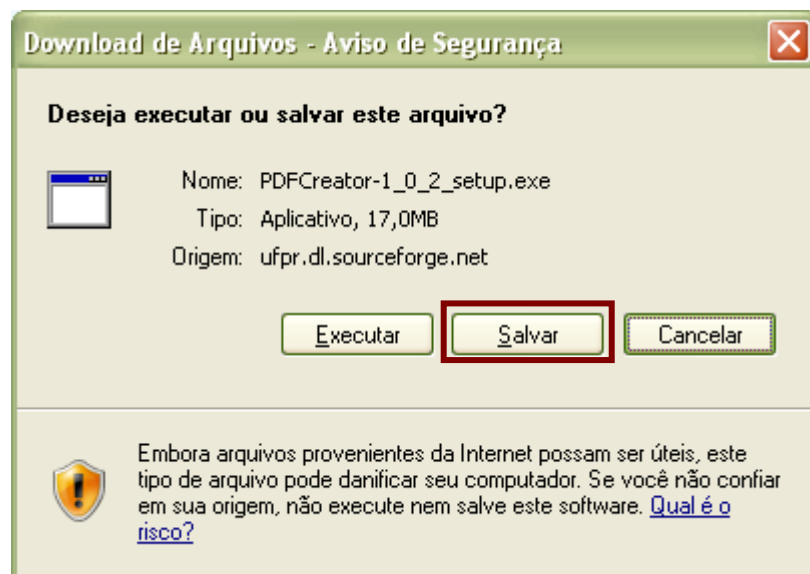 Download de Arquivos - Aviso de Segurança
Deseja executar ou salvar este arquivo?
Nome: PDFCreator-1_0_2_setup.exe
Tipo: Aplicativo, 17,0MB
Origem: ufpr.dl.sourceforge.net
Executar Salvar Cancelar
Embora arquivos provenientes da Internet possam ser úteis, este
tipo de arquivo pode danificar seu computador. Se você não confiar
em sua origem, não execute nem salve este software. Qual é o
risco?